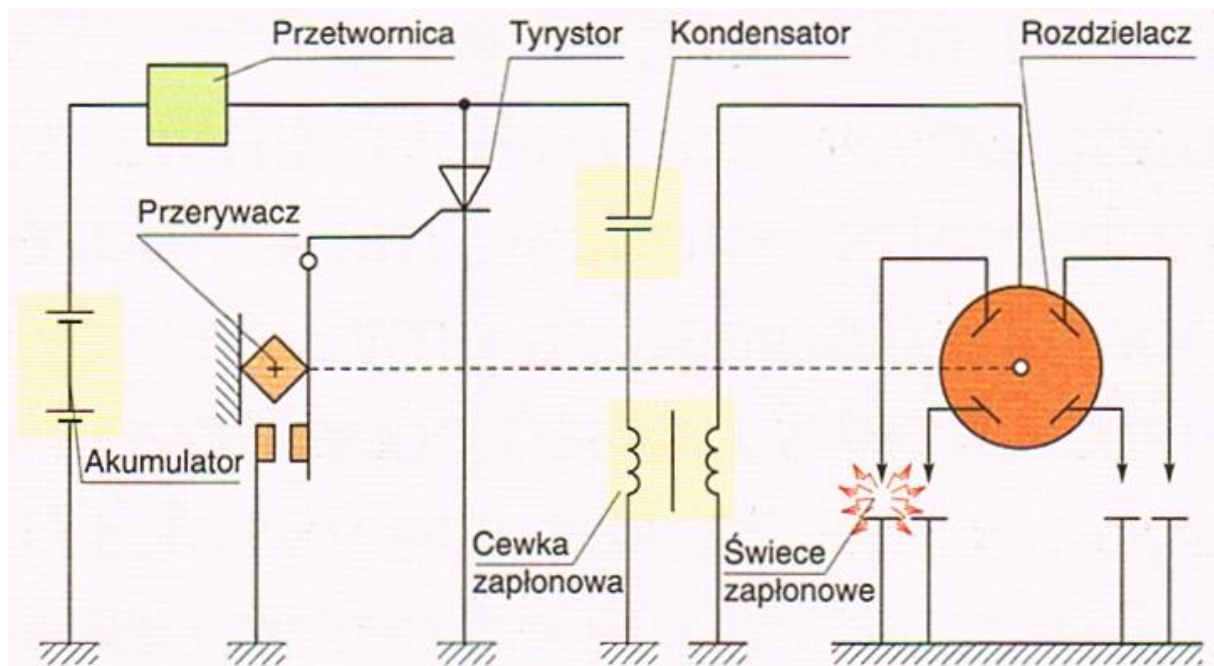 Przetwornica
Tyrystor
Kondensator
Rozdzielacz
Przerywacz
Akumulator
Cewka
zapłonowa
Świece
zapłonowe